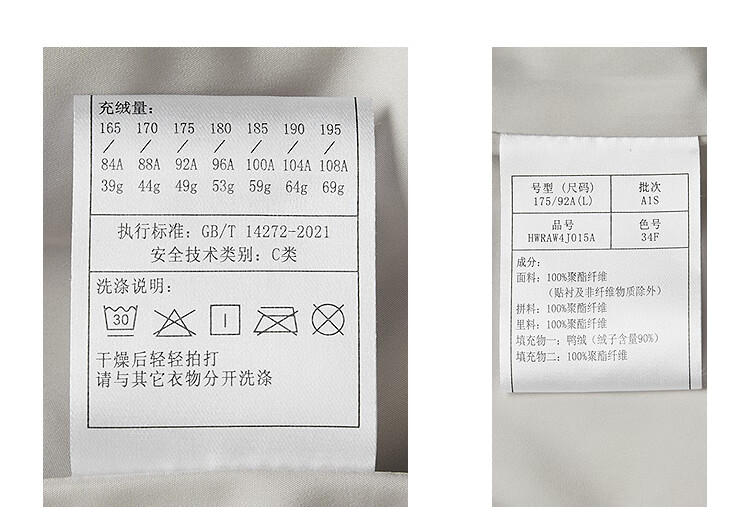 充绒量:
165 170 175 180 185 190 195
/ / / / / / /
84A 88A 92A 96A 100A 104A 108A
39g 44g 49g 53g 59g 64g 69g
执行标准: GB/T 14272-2021
安全技术类别: C类
洗涤说明:
30
干燥后轻轻拍打
请与其它衣物分开洗涤
号型 (尺码) 批次
175/92A(L) A1S
品号 色号
HWRAW4J015A 34F
成分:
面料: 100%聚酯纤维
(贴衬及非纤维物质除外)
拼料: 100%聚酯纤维
里料: 100%聚酯纤维
填充物一: 鸭绒 (绒子含量90%)
填充物二: 100%聚酯纤维